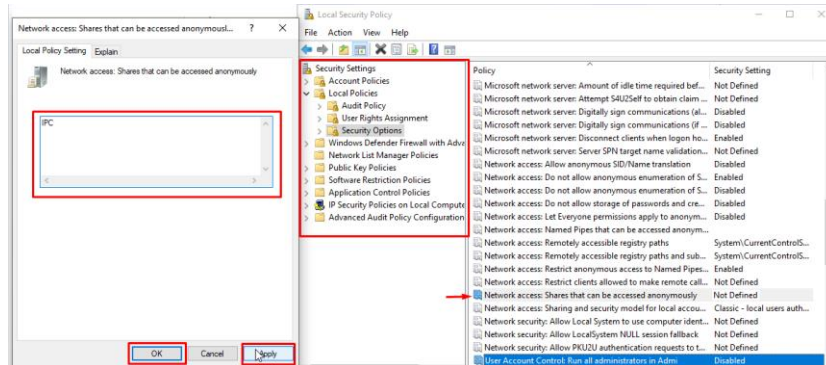 Network access: Shares that can be accessed anonymousl... ? ×
Local Policy Setting Explain
Network access: Shares that can be accessed anonymously
IPC
OK Cancel Apply
Local Security Policy
File Action View Help
Security Settings
Account Policies
Local Policies
Audit Policy
User Rights Assignment
Security Options
Windows Defender Firewall with Adva
Network List Manager Policies
Public Key Policies
Software Restriction Policies
Application Control Policies
IP Security Policies on Local Compute
Advanced Audit Policy Configuration
Policy Security Setting
Microsoft network server: Amount of idle time required bef... Not Defined
Microsoft network server: Attempt S4U2Self to obtain claim ... Not Defined
Microsoft network server: Digitally sign communications (al... Disabled
Microsoft network server: Digitally sign communications (if ... Disabled
Microsoft network server: Disconnect clients when logon ho... Enabled
Microsoft network server: Server SPN target name validation... Not Defined
Network access: Allow anonymous SID/Name translation Disabled
Network access: Do not allow anonymous enumeration of S... Enabled
Network access: Do not allow anonymous enumeration of S... Disabled
Network access: Do not allow storage of passwords and cre... Disabled
Network access: Let Everyone permissions apply to anonym... Disabled
Network access: Named Pipes that can be accessed anonym...
Network access: Remotely accessible registry paths System\CurrentControlS...
Network access: Remotely accessible registry paths and sub... System\CurrentControlS...
Network access: Restrict anonymous access to Named Pipes... Enabled
Network access: Restrict clients allowed to make remote call... Not Defined
Network access: Shares that can be accessed anonymously Not Defined
Network access: Sharing and security model for local accou... Classic - local users auth...
Network security: Allow Local System to use computer ident... Not Defined
Network security: Allow LocalSystem NULL session fallback Not Defined
Network security: Allow PKU2U authentication requests to t... Not Defined
User Account Control: Run all administrators in Admi Disabled